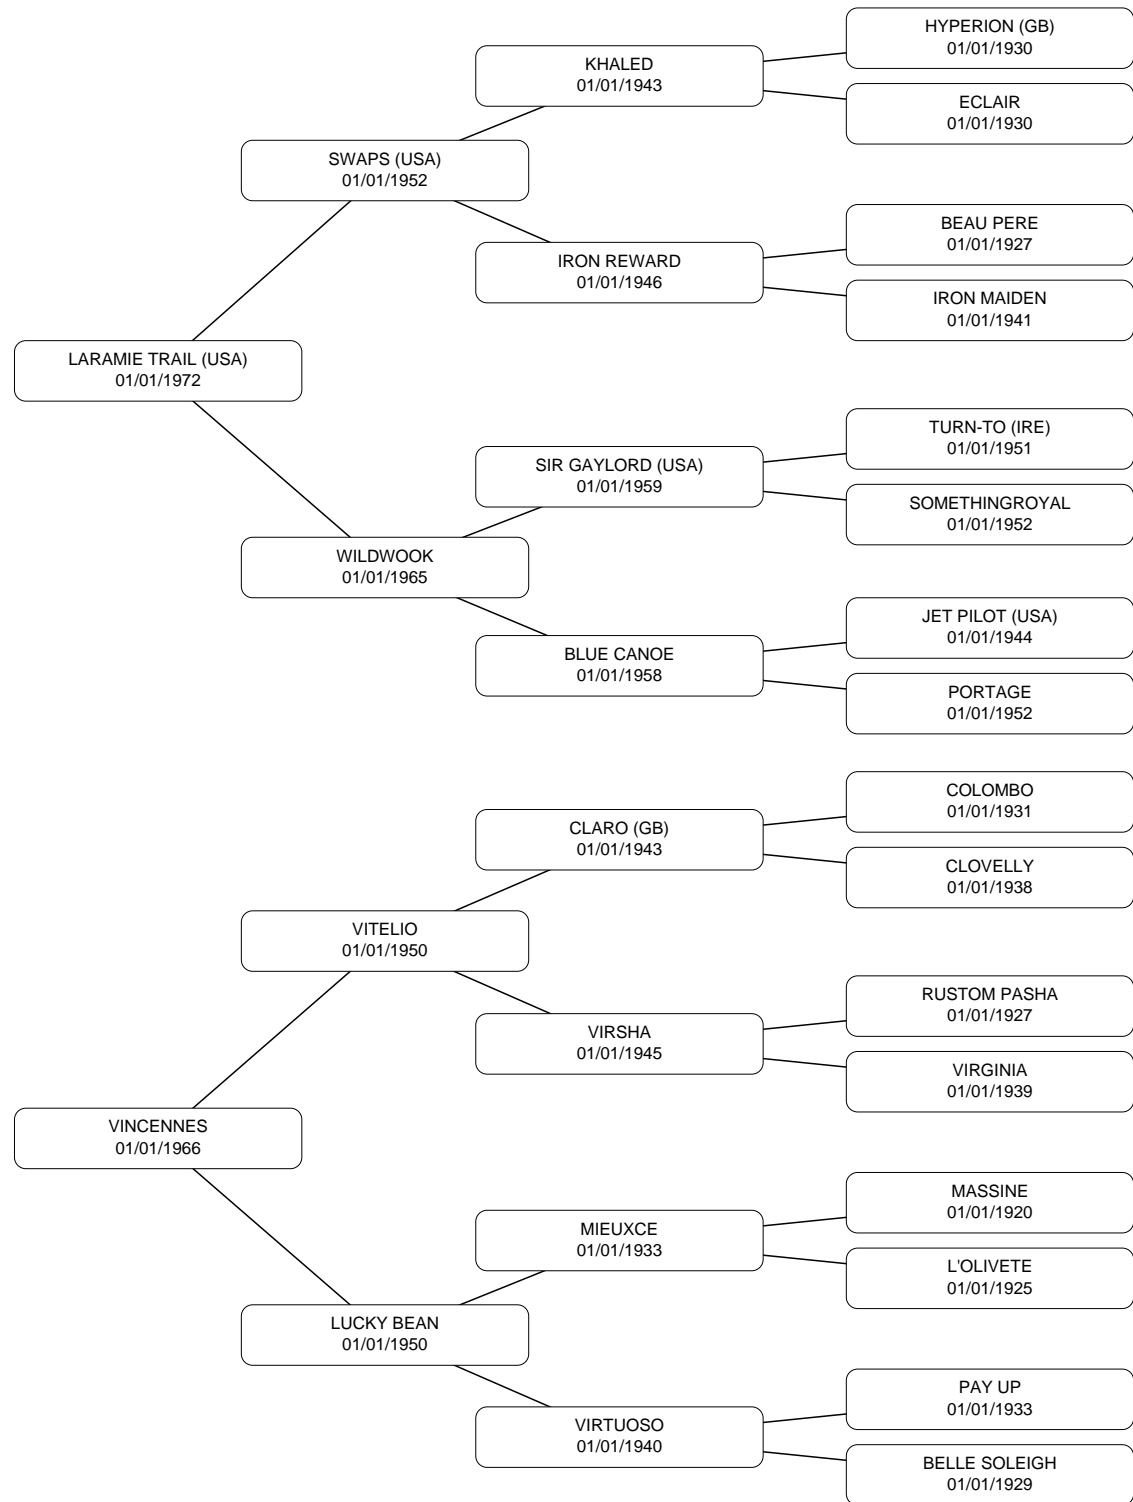 HYPERION (GB)
01/01/1930
KHALED
01/01/1943
ECLAIR
01/01/1930
SWAPS (USA)
01/01/1952
BEAU PERE
01/01/1927
IRON REWARD
01/01/1946
IRON MAIDEN
01/01/1941
LARAMIE TRAIL (USA)
01/01/1972
TURN-TO (IRE)
01/01/1951
SIR GAYLORD (USA)
01/01/1959
SOMETHINGROYAL
01/01/1952
WILDWOOK
01/01/1965
JET PILOT (USA)
01/01/1944
BLUE CANOE
01/01/1958
PORTAGE
01/01/1952
COLOMBO
01/01/1931
CLARO (GB)
01/01/1943
CLOVELLY
01/01/1938
VITELIO
01/01/1950
RUSTOM PASHA
01/01/1927
VIRSHA
01/01/1945
VIRGINIA
01/01/1939
VINCENNES
01/01/1966
MASSINE
01/01/1920
MIEUXCE
01/01/1933
L'OLIVETE
01/01/1925
LUCKY BEAN
01/01/1950
PAY UP
01/01/1933
VIRTUOSO
01/01/1940
BELLE SOLEIGH
01/01/1929